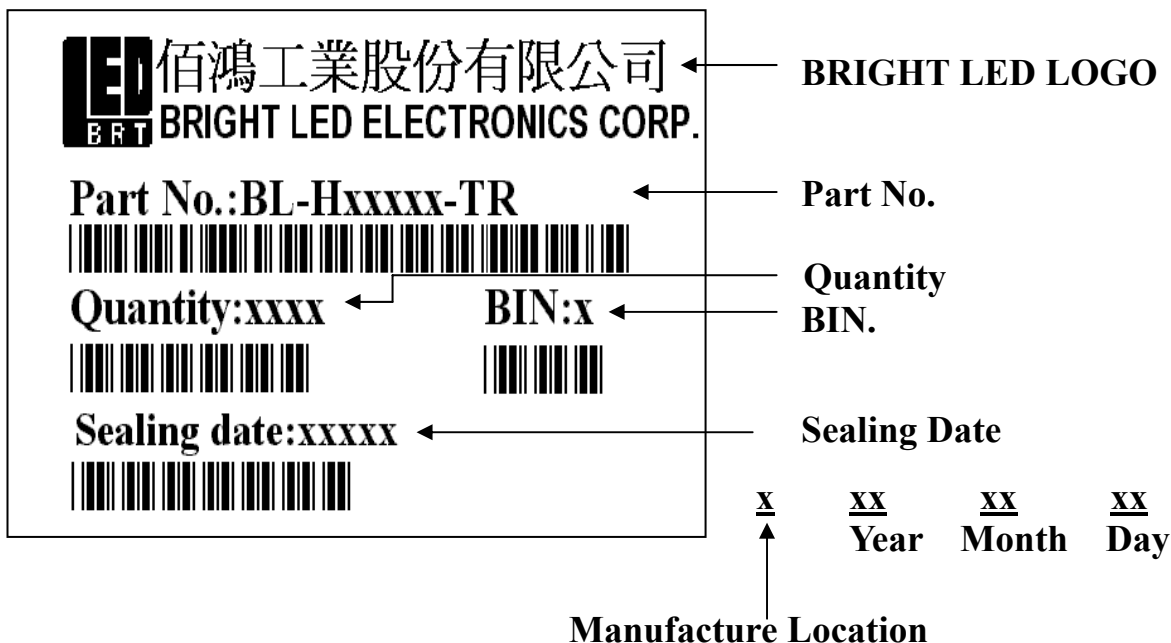 LED
BRT
佰鴻工業股份有限公司
BRIGHT LED ELECTRONICS CORP.
BRIGHT LED LOGO
Part No.:BL-Hxxxxx-TR
Part No.
Quantity:xxxx
BIN:x
Quantity
BIN.
Sealing date:xxxxx
Sealing Date
x xx xx xx
Year Month Day
Manufacture Location